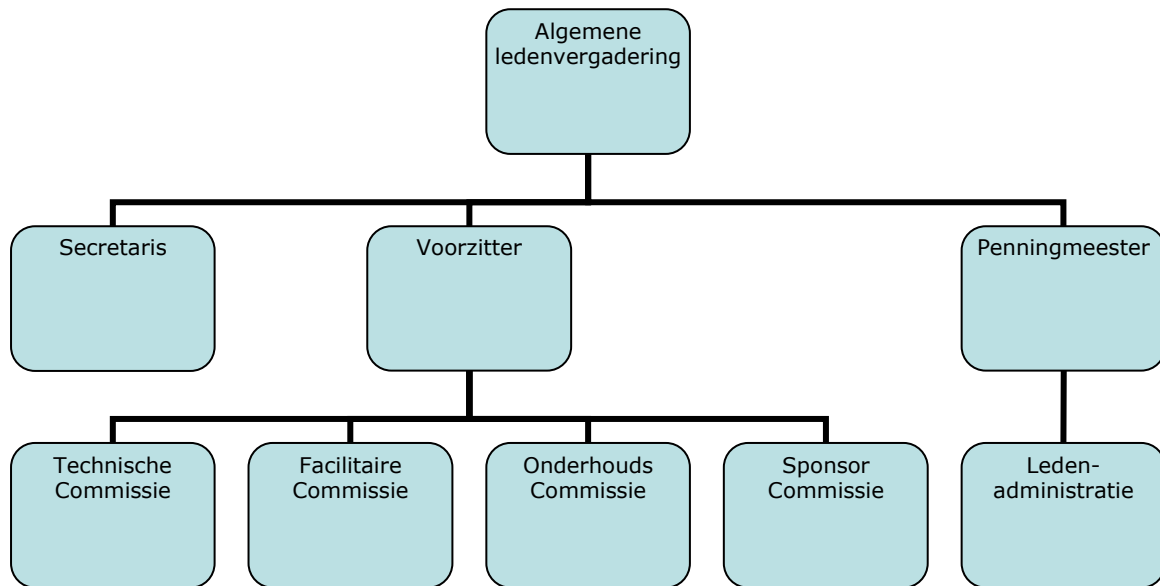 Algemene
ledenvergadering
Secretaris
Voorzitter
Penningmeester
Technische
Commissie
Facilitaire
Commissie
Onderhouds
Commissie
Sponsor
Commissie
Leden-
administratie